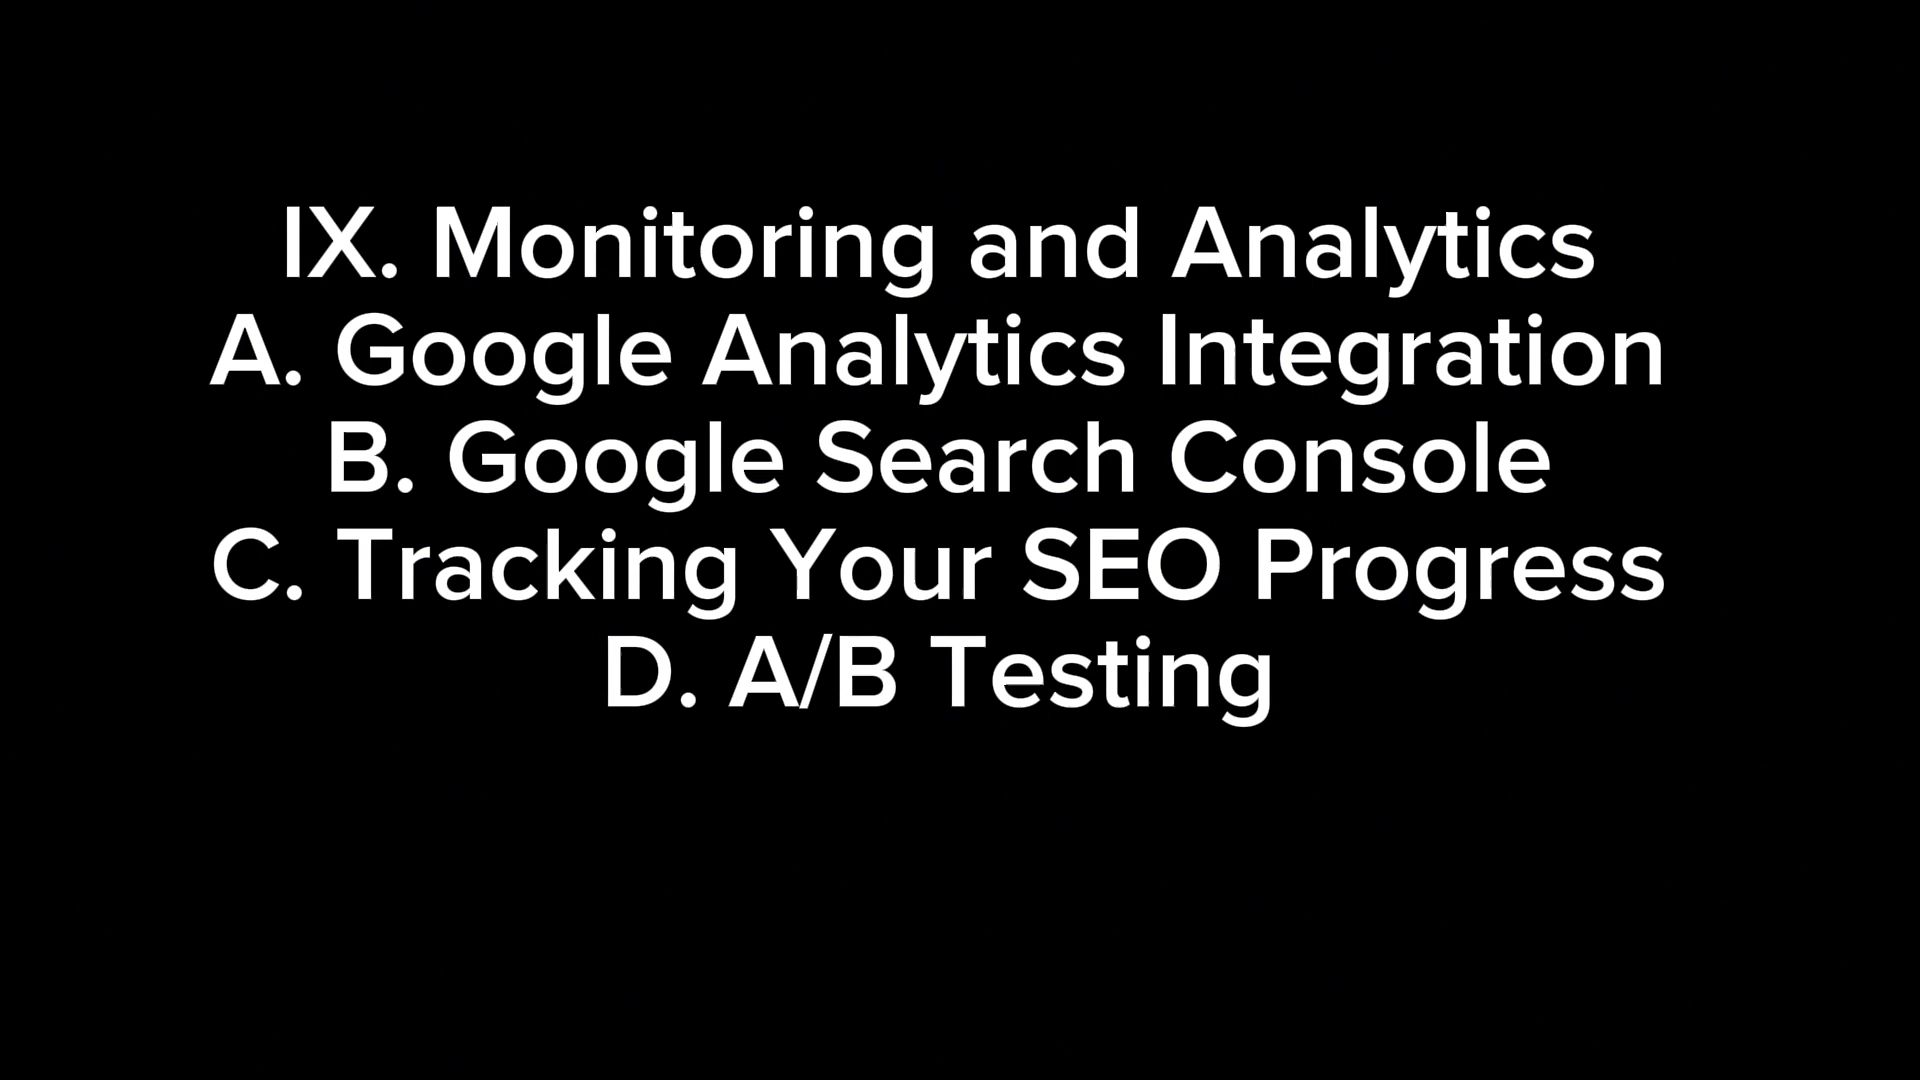 IX. Monitoring and Analytics
A. Google Analytics Integration
B. Google Search Console
C. Tracking Your SEO Progress
D. A/B Testing